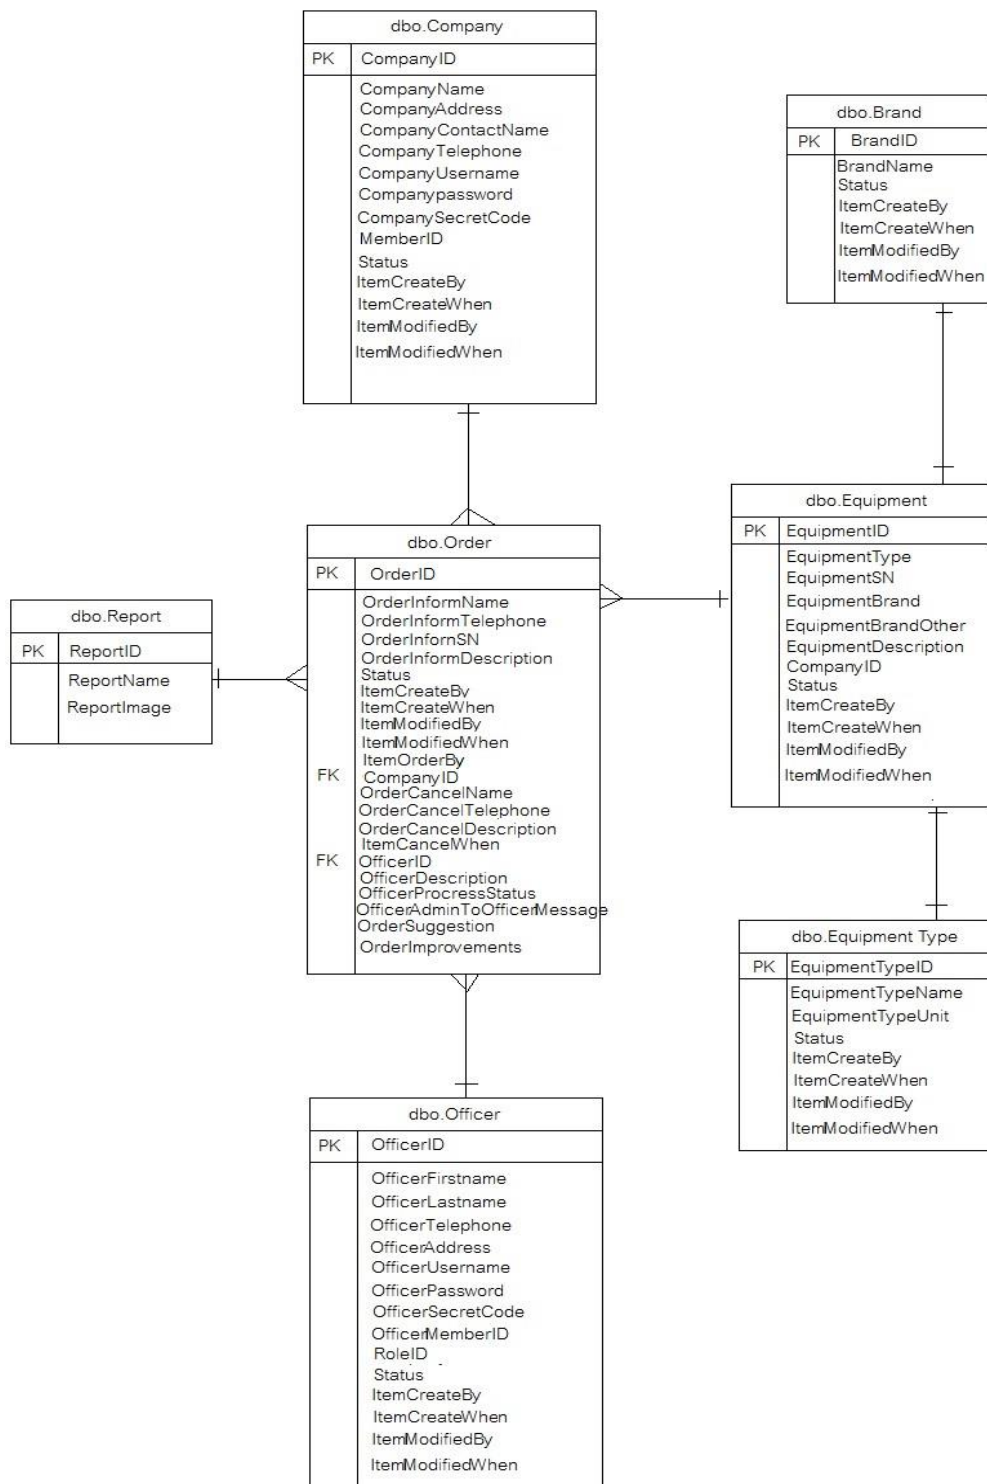 dbo.Company
PK CompanyID
CompanyName
CompanyAddress
CompanyContactName
CompanyTelephone
CompanyUsername
Companypassword
CompanySecretCode
MemberID
Status
ItemCreateBy
ItemCreateWhen
ItemModifiedBy
ItemModifiedWhen
dbo.Brand
PK BrandID
BrandName
Status
ItemCreateBy
ItemCreateWhen
ItemModifiedBy
ItemModifiedWhen
dbo.Report
PK ReportID
ReportName
ReportImage
dbo.Order
PK OrderID
OrderInformName
OrderInformTelephone
OrderInfornSN
OrderInformDescription
Status
ItemCreateBy
ItemCreateWhen
ItemModifiedBy
ItemModifiedWhen
ItemOrderBy
FK CompanyID
OrderCancelName
OrderCancelTelephone
OrderCancelDescription
ItemCancelWhen
FK OfficerID
OfficerDescription
OfficerProcressStatus
OfficerAdminToOfficerMessage
OrderSuggestion
OrderImprovements
dbo.Equipment
PK EquipmentID
EquipmentType
EquipmentSN
EquipmentBrand
EquipmentBrandOther
EquipmentDescription
CompanyID
Status
ItemCreateBy
ItemCreateWhen
ItemModifiedBy
ItemModifiedWhen
dbo.Equipment Type
PK EquipmentTypeID
EquipmentTypeName
EquipmentTypeUnit
Status
ItemCreateBy
ItemCreateWhen
ItemModifiedBy
ItemModifiedWhen
dbo.Officer
PK OfficerID
OfficerFirstname
OfficerLastname
OfficerTelephone
OfficerAddress
OfficerUsername
OfficerPassword
OfficerSecretCode
OfficerMemberID
RoleID
Status
ItemCreateBy
ItemCreateWhen
ItemModifiedBy
ItemModifiedWhen